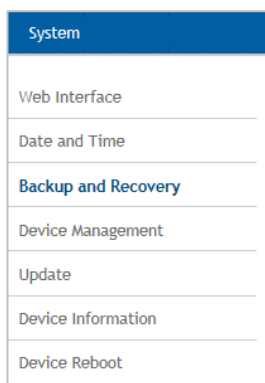 System
Web Interface
Date and Time
Backup and Recovery
Device Management
Update
Device Information
Device Reboot